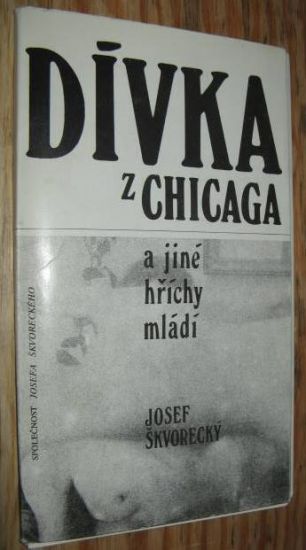 DÍVKA
z CHICAGA
a jiné
hříchy
mládí
JOSEF
ŠKVORECKÝ
SPOLEČNOST JOSEFA ŠKVORECKÉHO